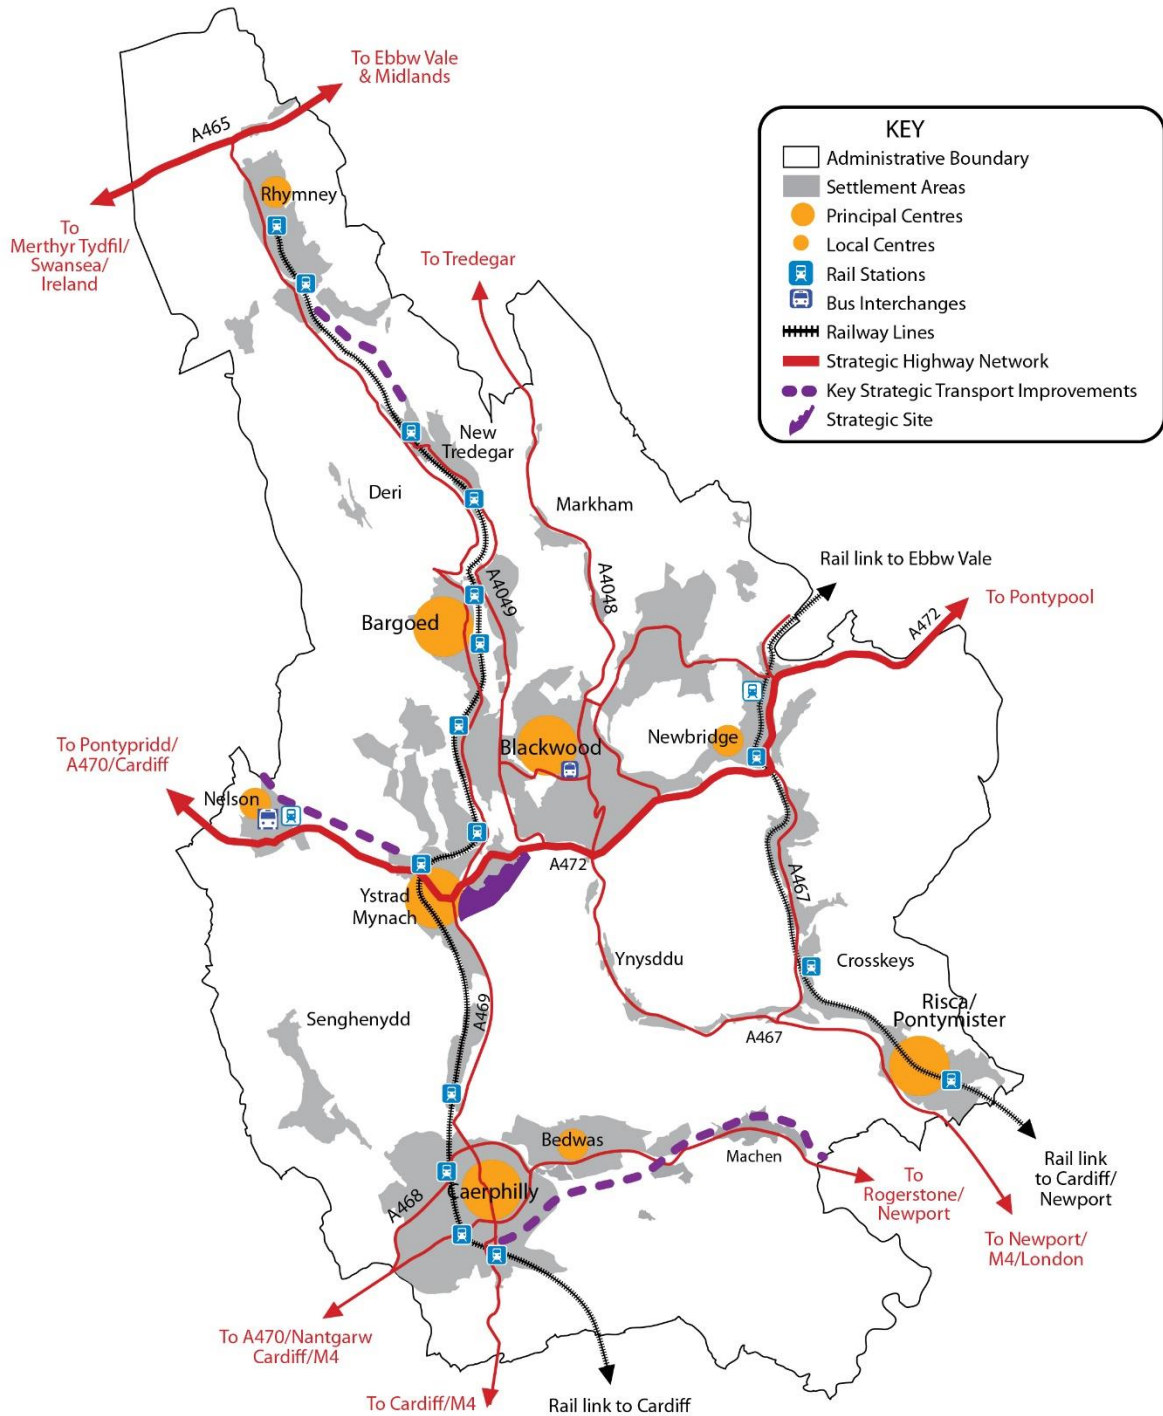 To Ebbw Vale
& Midlands
A465
Rhymney
To
Merthyr Tydfil/
Swansea/
Ireland
KEY
Administrative Boundary
Settlement Areas
Principal Centres
Local Centres
Rail Stations
Bus Interchanges
Railway Lines
Strategic Highway Network
Key Strategic Transport Improvements
Strategic Site
To Tredegar
New
Tredegar
Deri
Markham
Rail link to Ebbw Vale
To Pontypool
A472
A4049
A4048
Bargoed
Blackwood
Newbridge
To Pontypridd/
A470/Cardiff
Nelson
A472
Ystrad
Mynach
A467
Ynysddu
Crosskeys
Risca/
Pontymister
A469
Senghenydd
A467
Bedwas
Machen
Caerphilly
A468
To
Rogerstone/
Newport
Rail link
to Cardiff/
Newport
To Newport/
M4/London
To A470/Nantgarw
Cardiff/M4
To Cardiff/M4
Rail link to Cardiff